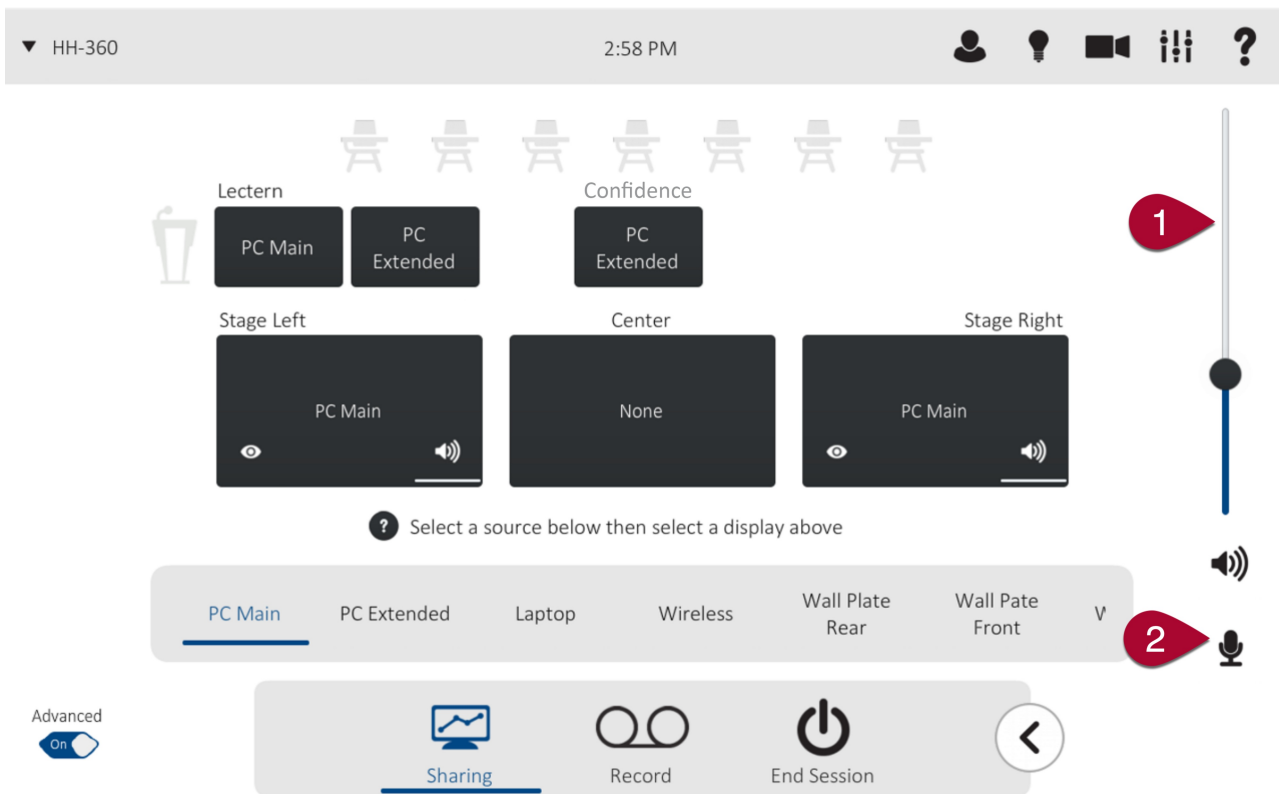 HH-360
2:58 PM
?
Lectern
Confidence
PC Main
PC
Extended
PC
Extended
Stage Left
Center
Stage Right
PC Main
None
PC Main
1
? Select a source below then select a display above
PC Main
PC Extended
Laptop
Wireless
Wall Plate
Rear
Wall Pate
Front
2
Advanced
On
Sharing
Record
End Session